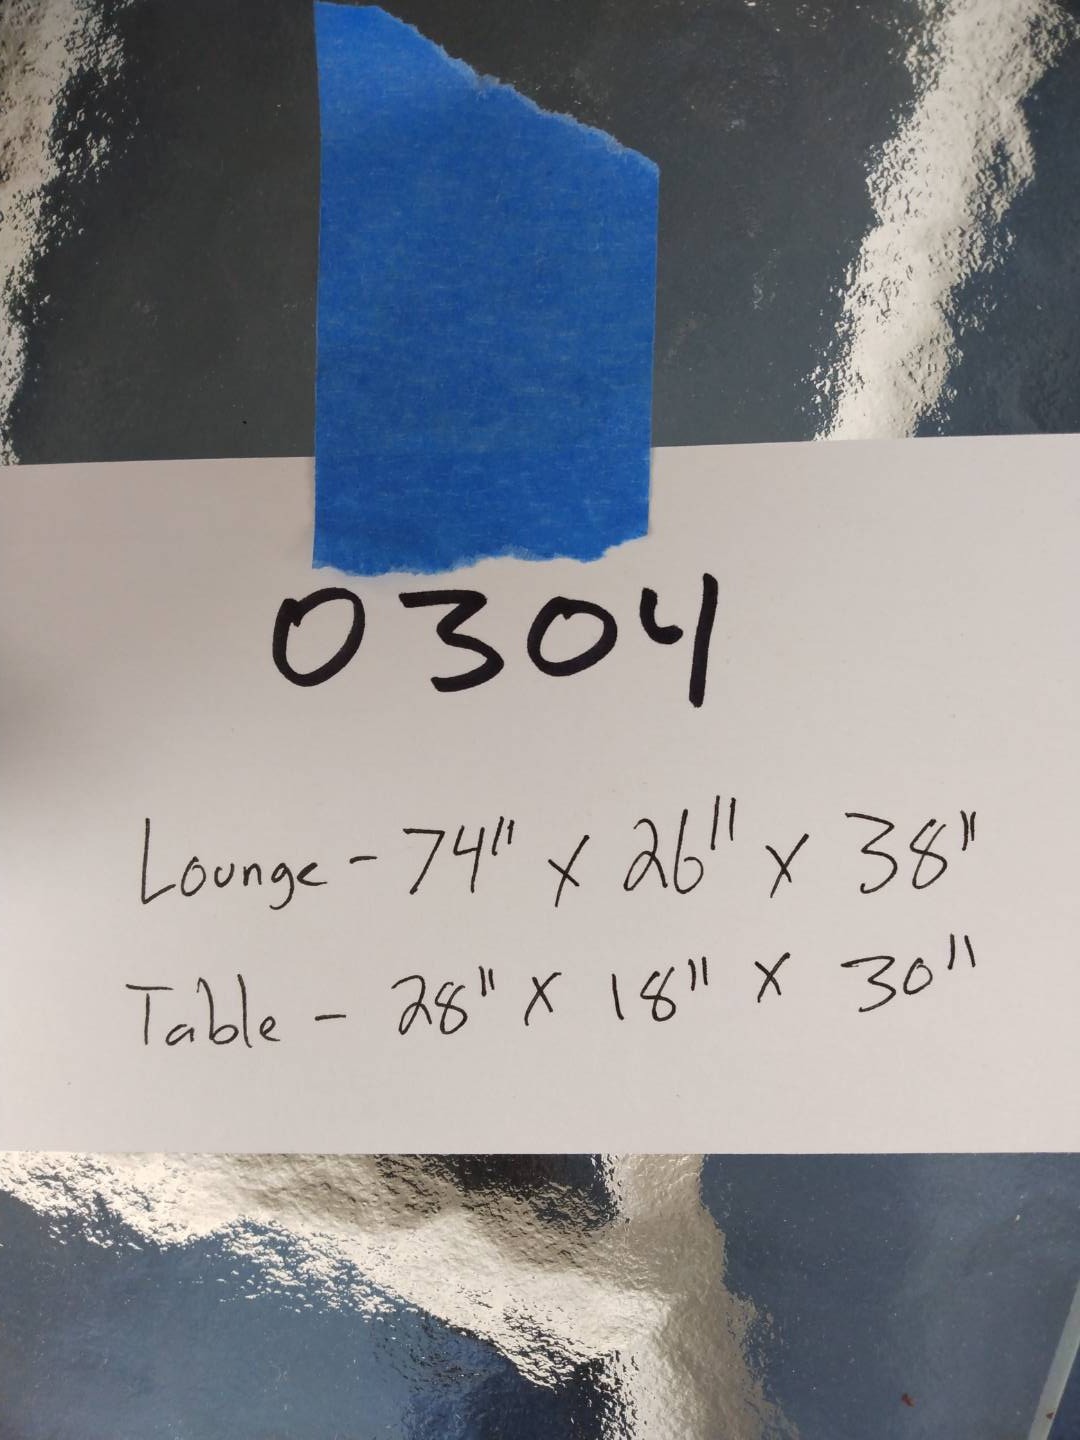 0304
Lounge - 74" x 26" x 38"
Table - 28" x 18" x 30"